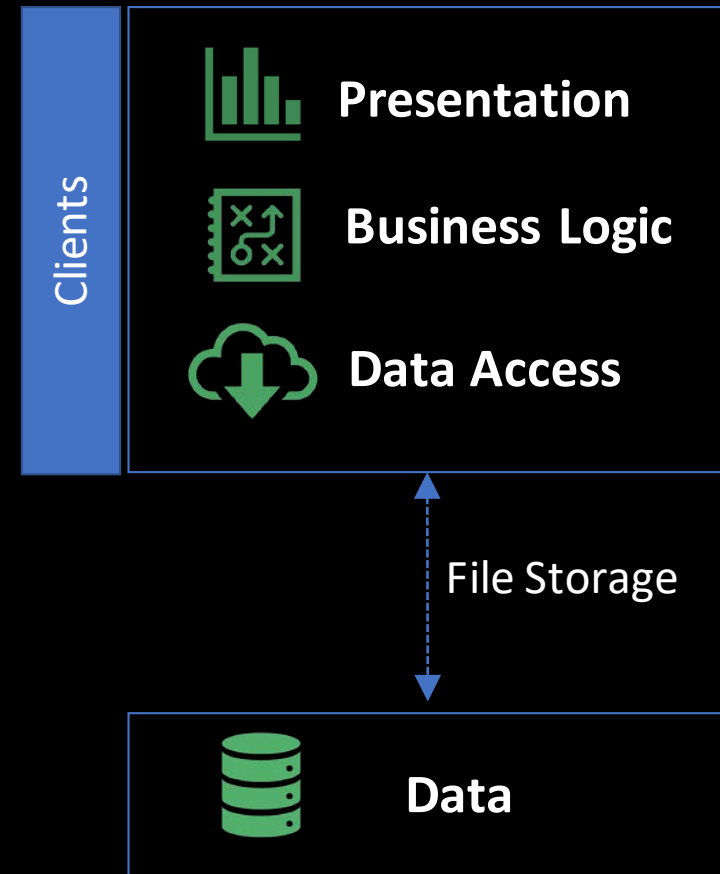 Clients
Presentation
Business Logic
Data Access
File Storage
Data